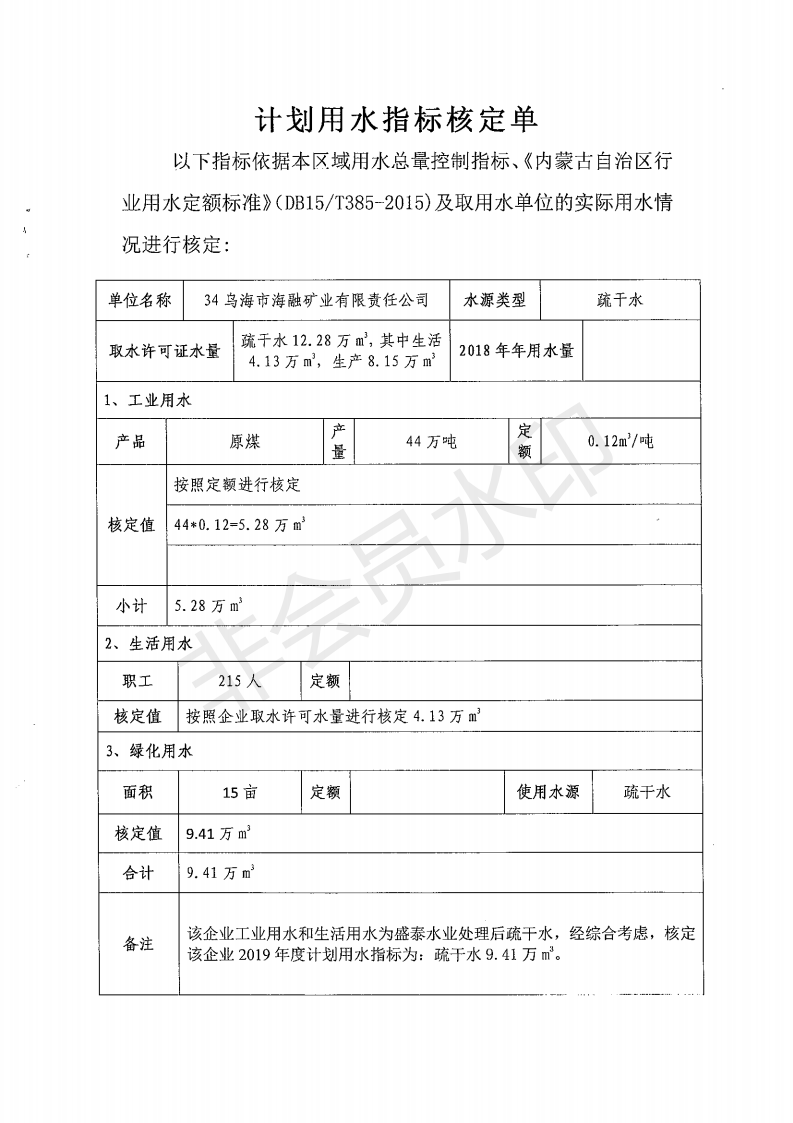 计划用水指标核定单
以下指标依据本区域用水总量控制指标、《内蒙古自治区行
业用水定额标准》(DB15/T385-2015)及取用水单位的实际用水情
况进行核定:
单位名称 34 乌海市海融矿业有限责任公司 水源类型 疏干水
取水许可证水量 疏干水 12.28 万 m³, 其中生活 2018 年年用水量
4.13 万 m³, 生产 8.15 万 m³
1、工业用水
产品 原煤 产量 44 万吨 定额 0.12m³/吨
按照定额进行核定
核定值 44*0.12=5.28 万 m³
小计 5.28 万 m³
2、生活用水
职工 215 人 定额
核定值 按照企业取水许可水量进行核定 4.13 万 m³
3、绿化用水
面积 15 亩 定额 使用水源 疏干水
核定值 9.41 万 m³
合计 9.41 万 m³
备注 该企业工业用水和生活用水为盛泰水业处理后疏干水，经综合考虑，核定
该企业 2019 年度计划用水指标为：疏干水 9.41 万 m³。
非会员水印